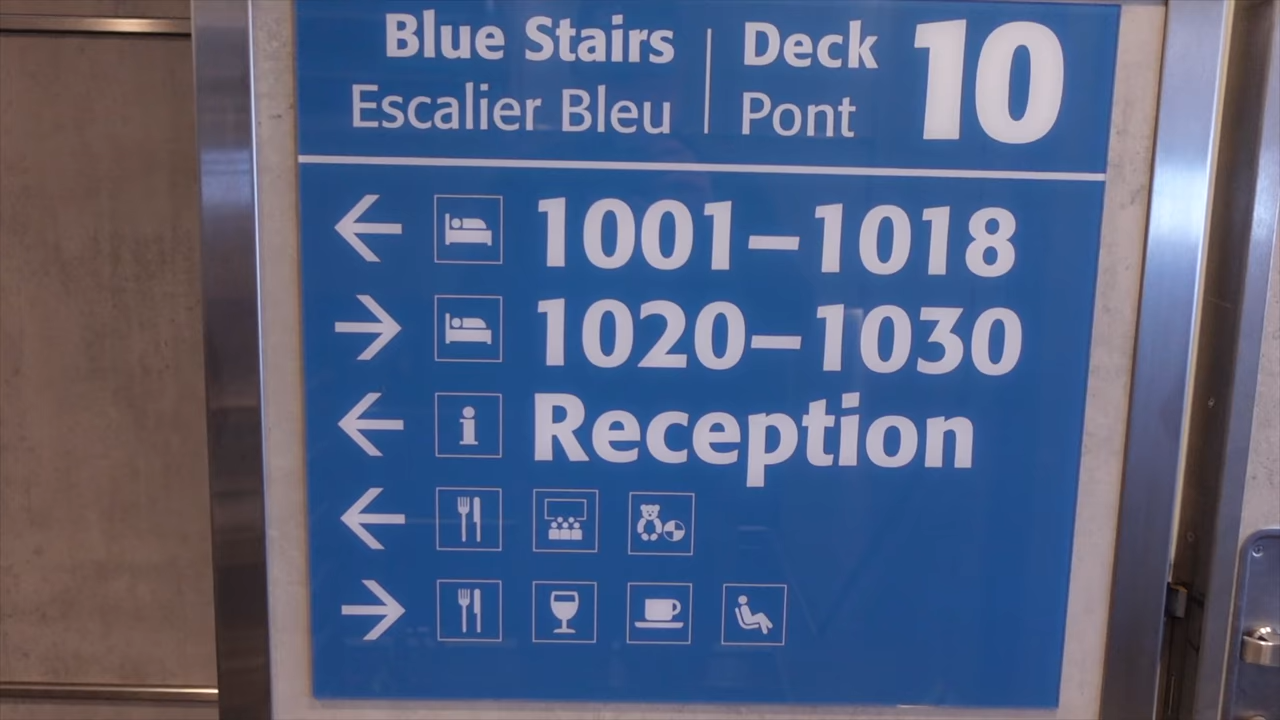 Blue Stairs | Deck 10
Escalier Bleu | Pont
← 1001–1018
→ 1020–1030
← i Reception
←
→